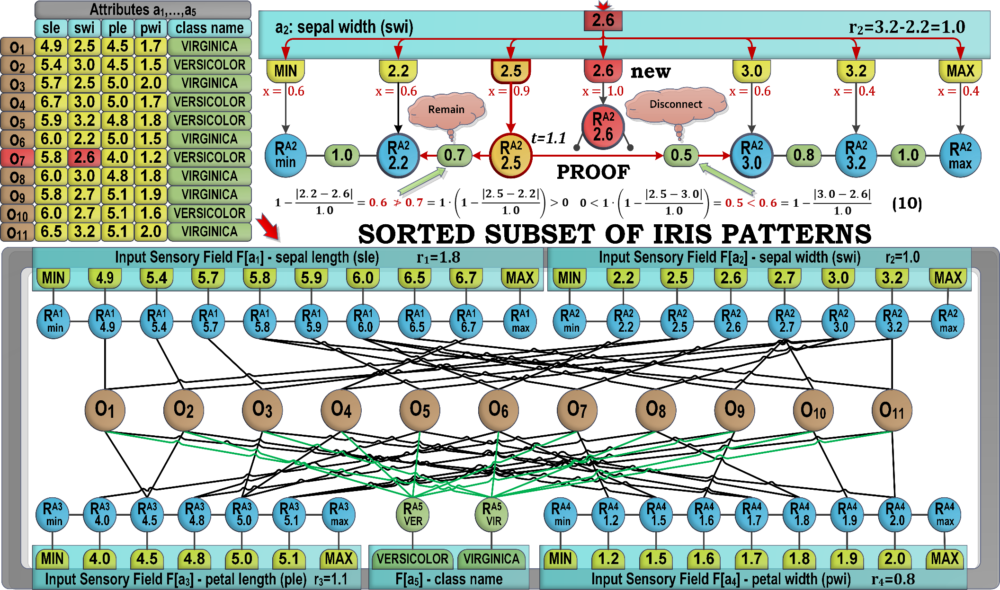 Attributes a1,...,a5
sle swi ple pwi class name
O1 4.9 2.5 4.5 1.7 VIRGINICA
O2 5.4 3.0 4.5 1.5 VERSICOLOR
O3 5.7 2.5 5.0 2.0 VIRGINICA
O4 6.7 3.0 5.0 1.7 VERSICOLOR
O5 5.9 3.2 4.8 1.8 VERSICOLOR
O6 6.0 2.2 5.0 1.5 VIRGINICA
O7 5.8 2.6 4.0 1.2 VERSICOLOR
O8 6.0 3.0 4.8 1.8 VIRGINICA
O9 5.8 2.7 5.1 1.9 VIRGINICA
O10 6.0 2.7 5.1 1.6 VERSICOLOR
O11 6.5 3.2 5.1 2.0 VIRGINICA
a2: sepal width (swi) 2.6 r2=3.2-2.2=1.0
MIN 2.2 2.5 2.6 new 3.0 3.2 MAX
x = 0.6 x = 0.6 x = 0.9 x = 1.0 x = 0.6 x = 0.4 x = 0.4
Remain Disconnect
RA2 2.6
t=1.1
RA2 min 1.0 RA2 2.2 0.7 RA2 2.5 0.5 RA2 3.0 0.8 RA2 3.2 1.0 RA2 max
PROOF
1 − |2.2 − 2.6| / 1.0 = 0.6 ≯ 0.7 = 1 · (1 − |2.5 − 2.2| / 1.0) > 0 0 < 1 · (1 − |2.5 − 3.0| / 1.0) = 0.5 < 0.6 = 1 − |3.0 − 2.6| / 1.0 (10)
SORTED SUBSET OF IRIS PATTERNS
Input Sensory Field F[a1] - sepal length (sle) r1=1.8 Input Sensory Field F[a2] - sepal width (swi) r2=1.0
MIN 4.9 5.4 5.7 5.8 5.9 6.0 6.5 6.7 MAX MIN 2.2 2.5 2.6 2.7 3.0 3.2 MAX
RA1 RA1 RA1 RA1 RA1 RA1 RA1 RA1 RA1 RA1 RA2 RA2 RA2 RA2 RA2 RA2 RA2 RA2
min 4.9 5.4 5.7 5.8 5.9 6.0 6.5 6.7 max min 2.2 2.5 2.6 2.7 3.0 3.2 max
O1 O2 O3 O4 O5 O6 O7 O8 O9 O10 O11
RA3 RA3 RA3 RA3 RA3 RA3 RA3 RA5 RA5 RA4 RA4 RA4 RA4 RA4 RA4 RA4 RA4 RA4
min 4.0 4.5 4.8 5.0 5.1 max VER VIR min 1.2 1.5 1.6 1.7 1.8 1.9 2.0 max
MIN 4.0 4.5 4.8 5.0 5.1 MAX VERSICOLOR VIRGINICA MIN 1.2 1.5 1.6 1.7 1.8 1.9 2.0 MAX
Input Sensory Field F[a3] - petal length (ple) r3=1.1 F[a5] - class name Input Sensory Field F[a4] - petal width (pwi) r4=0.8